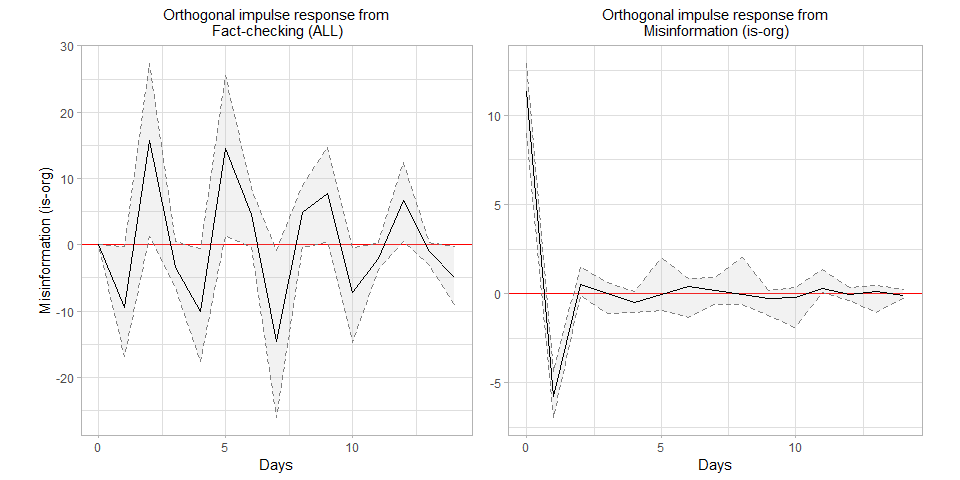 Orthogonal impulse response from
Fact-checking (ALL)
Misinformation (is-org)
30
20
10
0
-10
-20
0
5
10
Days
Orthogonal impulse response from
Misinformation (is-org)
10
5
0
-5
0
5
10
Days